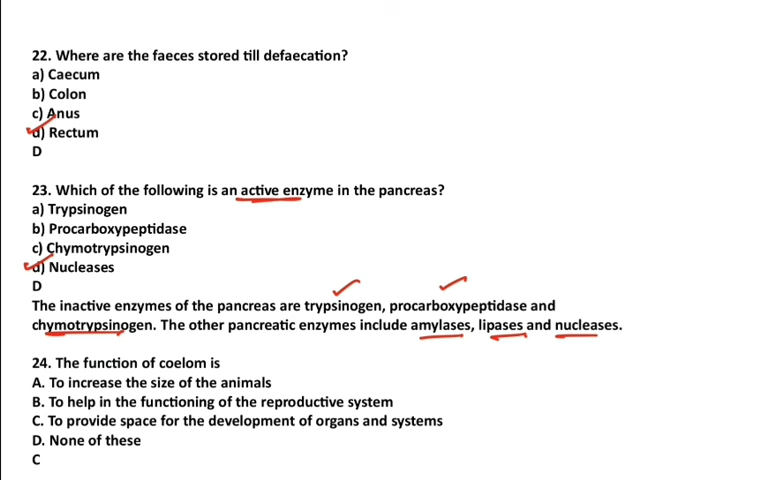 22. Where are the faeces stored till defaecation?
a) Caecum
b) Colon
c) Anus
d) Rectum
D
23. Which of the following is an active enzyme in the pancreas?
a) Trypsinogen
b) Procarboxypeptidase
c) Chymotrypsinogen
d) Nucleases
D
The inactive enzymes of the pancreas are trypsinogen, procarboxypeptidase and
chymotrypsinogen. The other pancreatic enzymes include amylases, lipases and nucleases.
24. The function of coelom is
A. To increase the size of the animals
B. To help in the functioning of the reproductive system
C. To provide space for the development of organs and systems
D. None of these
C